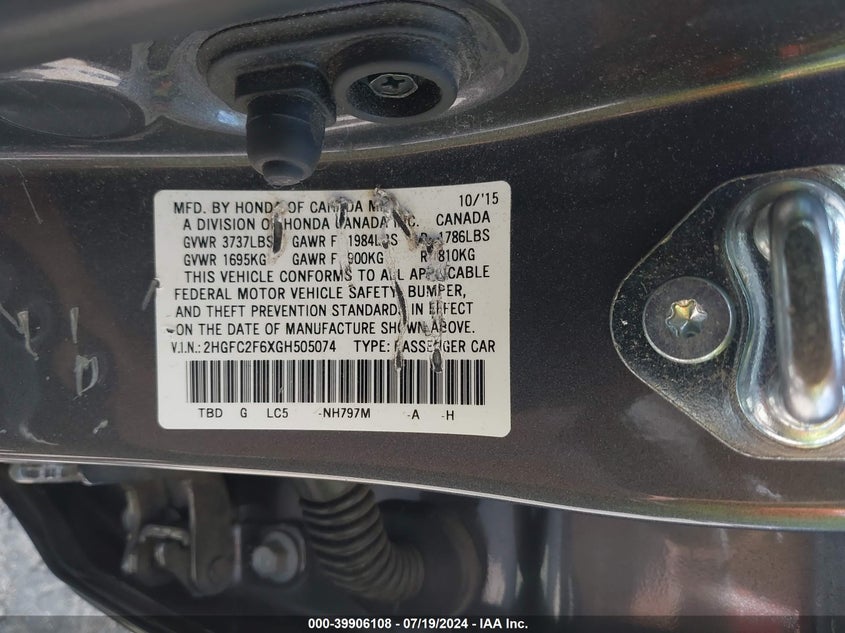 MFD. BY HONDA OF CANADA MFG. 10/'15
A DIVISION OF HONDA CANADA INC. CANADA
GVWR 3737LBS GAWR F 1984LBS R 1786LBS
GVWR 1695KG GAWR F 900KG R 810KG
THIS VEHICLE CONFORMS TO ALL APPLICABLE
FEDERAL MOTOR VEHICLE SAFETY, BUMPER,
AND THEFT PREVENTION STANDARDS IN EFFECT
ON THE DATE OF MANUFACTURE SHOWN ABOVE.
V.I.N.: 2HGFC2F6XGH505074 TYPE: PASSENGER CAR
TBD G LC5 -NH797M -A -H
000-39906108 - 07/19/2024 - IAAI Inc.